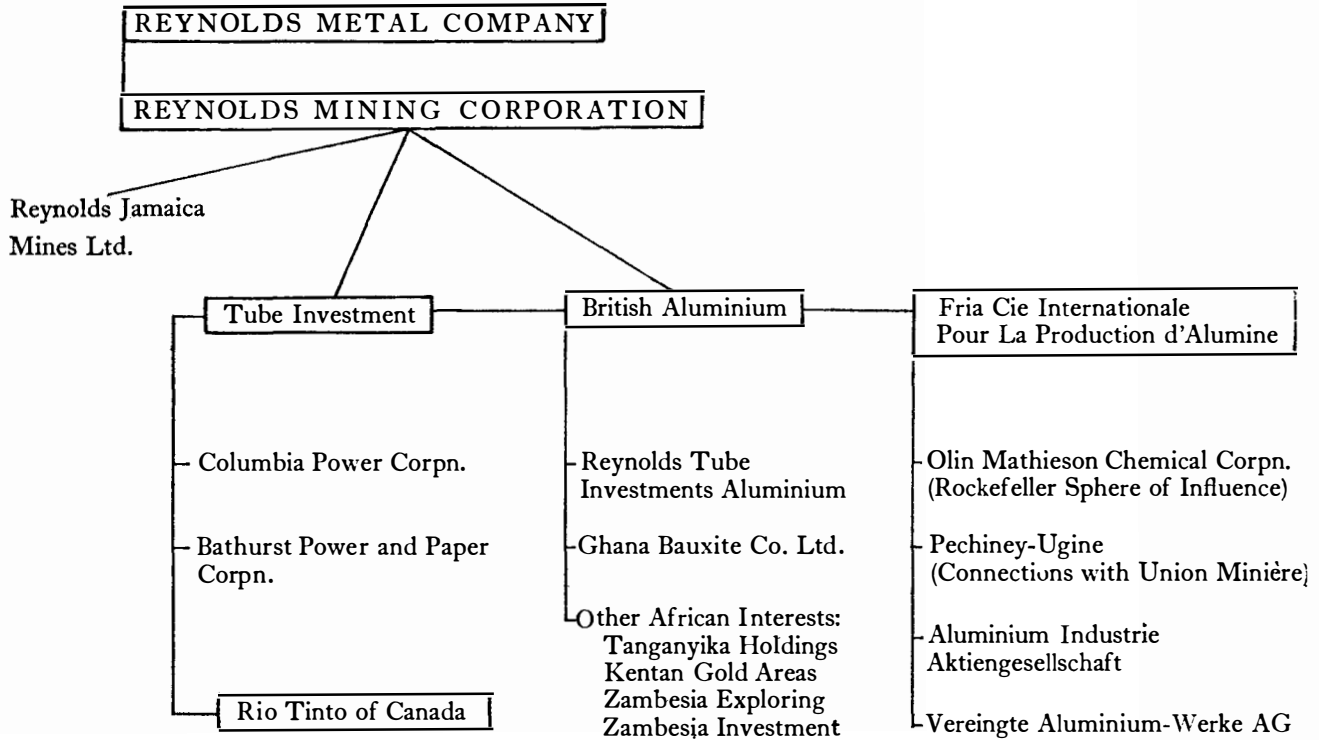 REYNOLDS METAL COMPANY
REYNOLDS MINING CORPORATION
Reynolds Jamaica
Mines Ltd.
Tube Investment
British Aluminium
Fria Cie Internationale
Pour La Production d'Alumine
Columbia Power Corpn.
Bathurst Power and Paper
Corpn.
Rio Tinto of Canada
Reynolds Tube
Investments Aluminium
Ghana Bauxite Co. Ltd.
Other African Interests:
Tanganyika Holdings
Kentan Gold Areas
Zambesia Exploring
Zambesia Investment
Olin Mathieson Chemical Corpn.
(Rockefeller Sphere of Influence)
Pechiney-Ugine
(Connections with Union Minière)
Aluminium Industrie
Aktiengesellschaft
Vereingte Aluminium-Werke AG